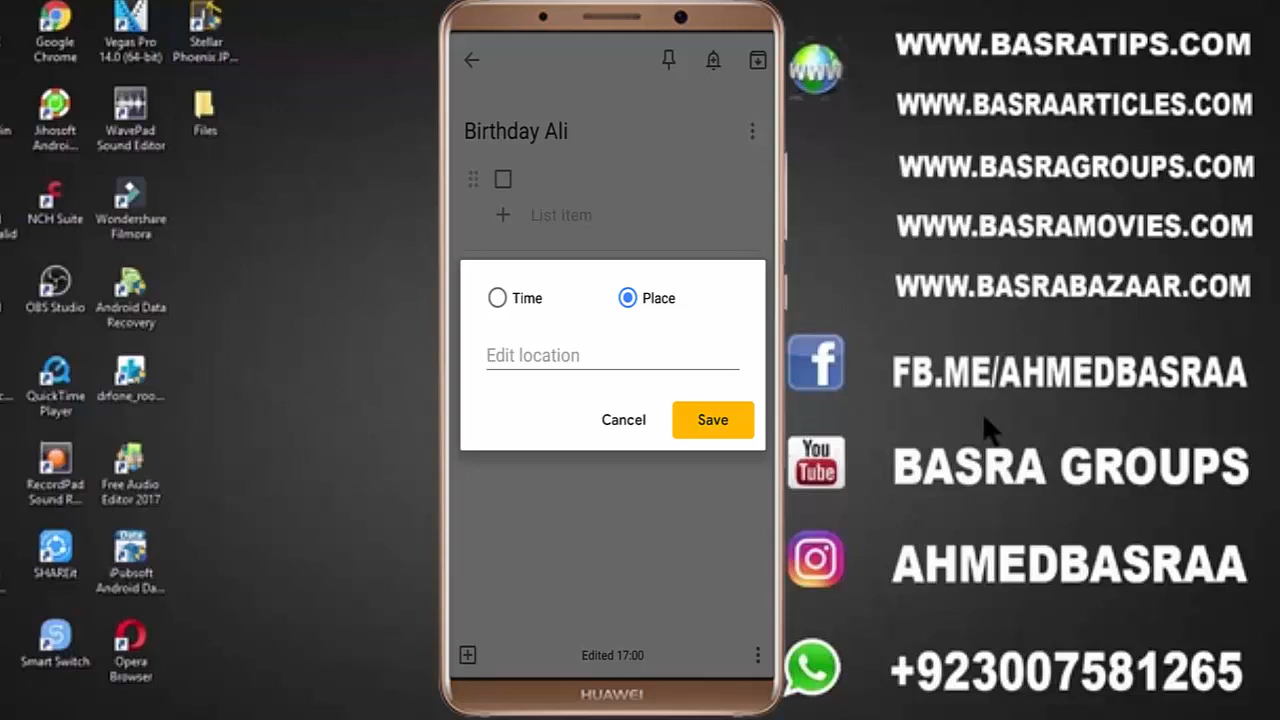 Google
Chrome
Vegas Pro
14.0 (64-bit)
Stellar
Phoenix JP...
Jihosoft
Androi...
WavePad
Sound Editor
Files
NCH Suite
Wondershare
Filmora
OBS Studio
Android Data
Recovery
QuickTime
Player
drfone_roo...
RecordPad
Sound R...
Free Audio
Editor 2017
SHAREit
iPubsoft
Android Da...
Smart Switch
Opera
Browser
Birthday Ali
List item
Time
Place
Edit location
Cancel
Save
Edited 17:00
HUAWEI
WWW
WWW.BASRATIPS.COM
WWW.BASRAARTICLES.COM
WWW.BASRAGROUPS.COM
WWW.BASRAMOVIES.COM
WWW.BASRABAZAAR.COM
f
FB.ME/AHMEDBASRAA
You
Tube
BASRA GROUPS
AHMEDBASRAA
+923007581265